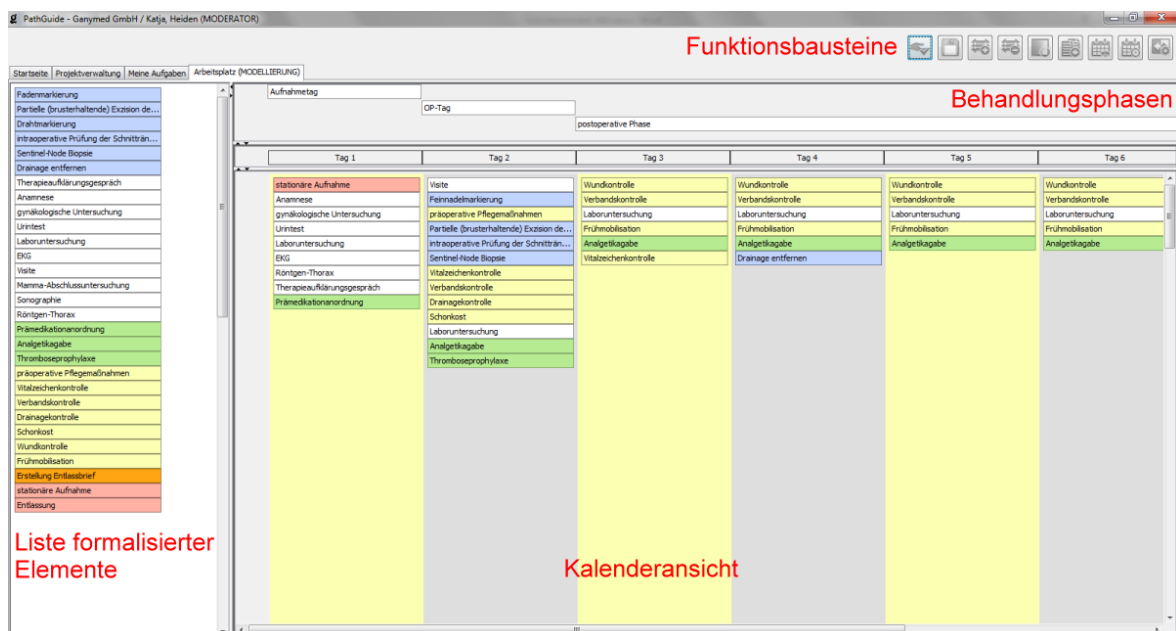 PathGuide - Ganymed GmbH / Katja, Heiden (MODERATOR)
Funktionsbausteine
Startseite Projektverwaltung Meine Aufgaben Arbeitsplatz (MODELLIERUNG)
Fadenmarkierung
Partielle (brusterhaltende) Exzision de...
Drahtmarkierung
intraoperative Prüfung der Schnitträn...
Sentinel-Node Biopsie
Drainage entfernen
Therapieaufklärungsgespräch
Anamnese
gynäkologische Untersuchung
Urintest
Laboruntersuchung
EKG
Visite
Mamma-Abschlussuntersuchung
Sonographie
Röntgen-Thorax
Prämedikationanordnung
Analgetikagabe
Thromboseprophylaxe
präoperative Pflegemaßnahmen
Vitalzeichenkontrolle
Verbandskontrolle
Drainagekontrolle
Schonkost
Wundkontrolle
Frühmobilisation
Erstellung Entlassbrief
stationäre Aufnahme
Entlassung
Liste formalisierter
Elemente
Aufnahmetag
OP-Tag
postoperative Phase
Behandlungsphasen
Tag 1 Tag 2 Tag 3 Tag 4 Tag 5 Tag 6
stationäre Aufnahme
Anamnese
gynäkologische Untersuchung
Urintest
Laboruntersuchung
EKG
Röntgen-Thorax
Therapieaufklärungsgespräch
Prämedikationanordnung
Visite
Feinnadelmarkierung
präoperative Pflegemaßnahmen
Partielle (brusterhaltende) Exzision de...
intraoperative Prüfung der Schnitträn...
Sentinel-Node Biopsie
Vitalzeichenkontrolle
Verbandskontrolle
Drainagekontrolle
Schonkost
Laboruntersuchung
Analgetikagabe
Thromboseprophylaxe
Wundkontrolle
Verbandskontrolle
Laboruntersuchung
Frühmobilisation
Analgetikagabe
Vitalzeichenkontrolle
Wundkontrolle
Verbandskontrolle
Laboruntersuchung
Frühmobilisation
Analgetikagabe
Drainage entfernen
Wundkontrolle
Verbandskontrolle
Laboruntersuchung
Frühmobilisation
Analgetikagabe
Wundkontrolle
Verbandskontrolle
Laboruntersuchung
Frühmobilisation
Analgetikagabe
Kalenderansicht